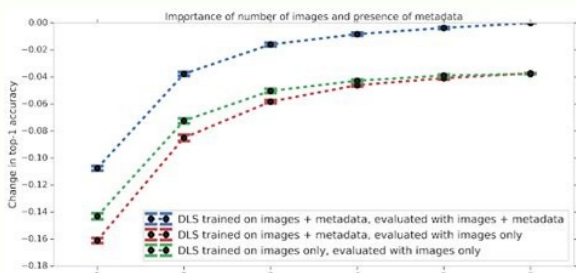 Importance of number of images and presence of metadata
0.00
−0.02
−0.04
−0.06
−0.08
−0.10
−0.12
−0.14
−0.16
−0.18
Change in top-1 accuracy
DLS trained on images + metadata, evaluated with images + metadata
DLS trained on images + metadata, evaluated with images only
DLS trained on images only, evaluated with images only